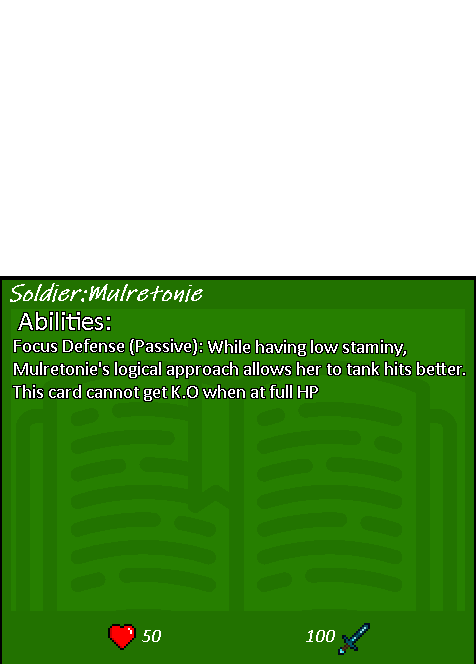 Soldier:Mulretonie
Abilities:
Focus Defense (Passive): While having low staminy,
Mulretonie's logical approach allows her to tank hits better.
This card cannot get K.O when at full HP
50
100